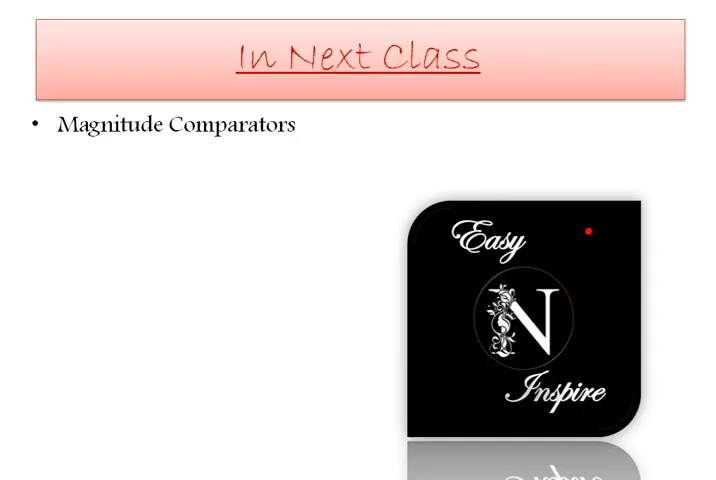 In Next Class
• Magnitude Comparators
Easy
N
Inspire